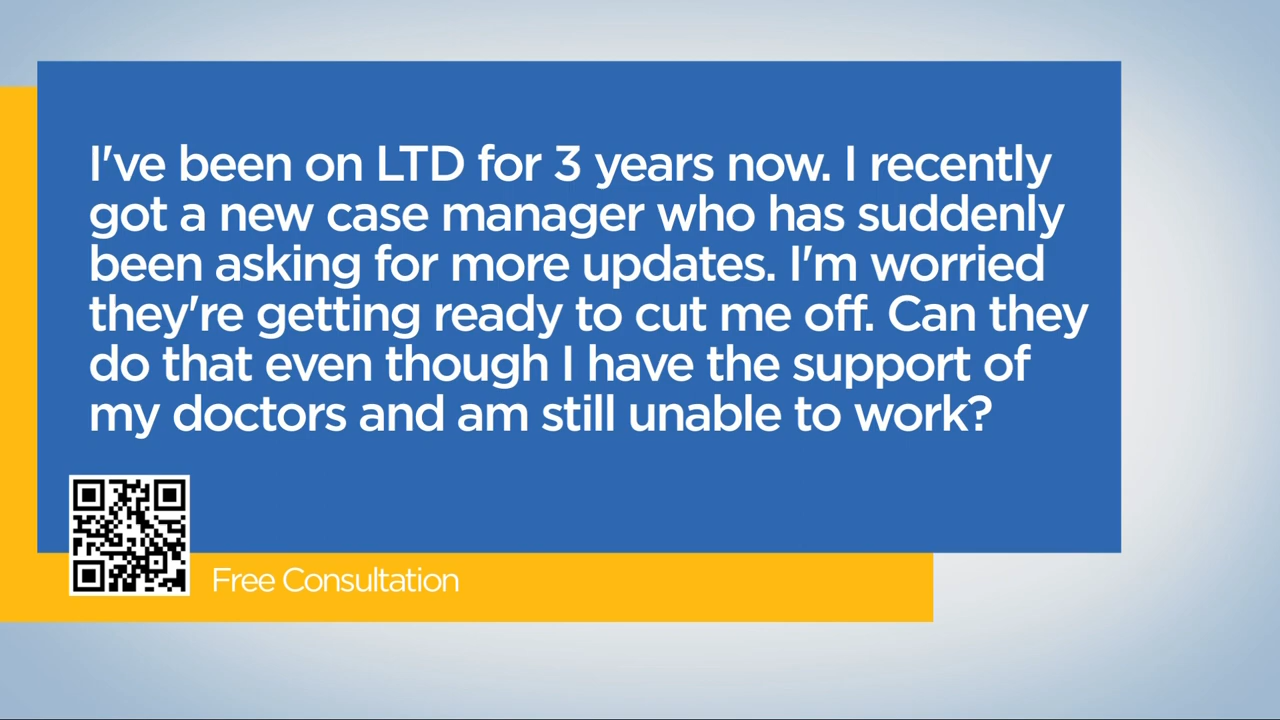 I've been on LTD for 3 years now. I recently
got a new case manager who has suddenly
been asking for more updates. I'm worried
they're getting ready to cut me off. Can they
do that even though I have the support of
my doctors and am still unable to work?
Free Consultation